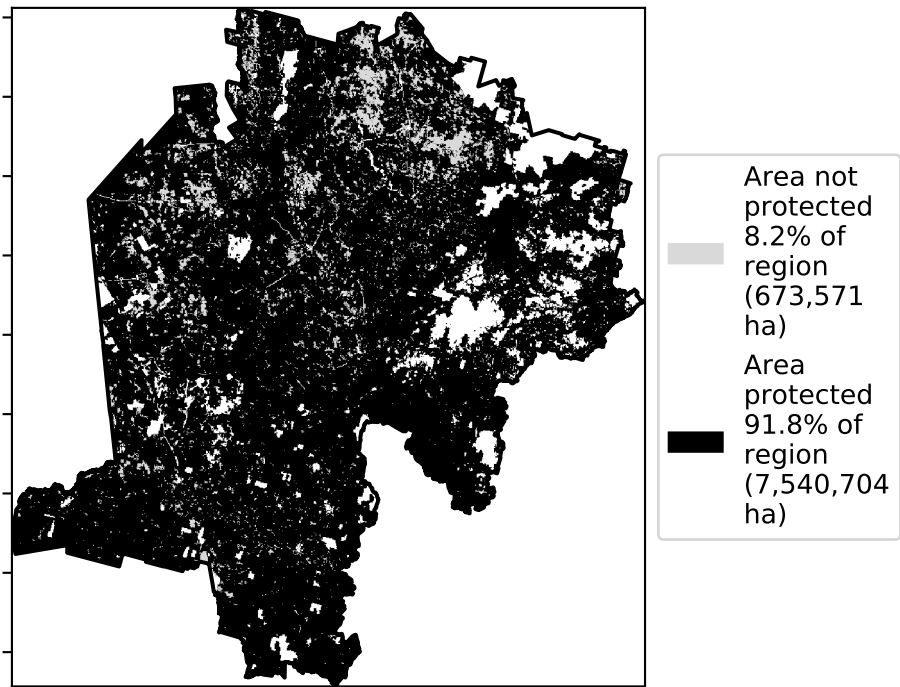 Area not
protected
8.2% of
region
(673,571
ha)
Area
protected
91.8% of
region
(7,540,704
ha)